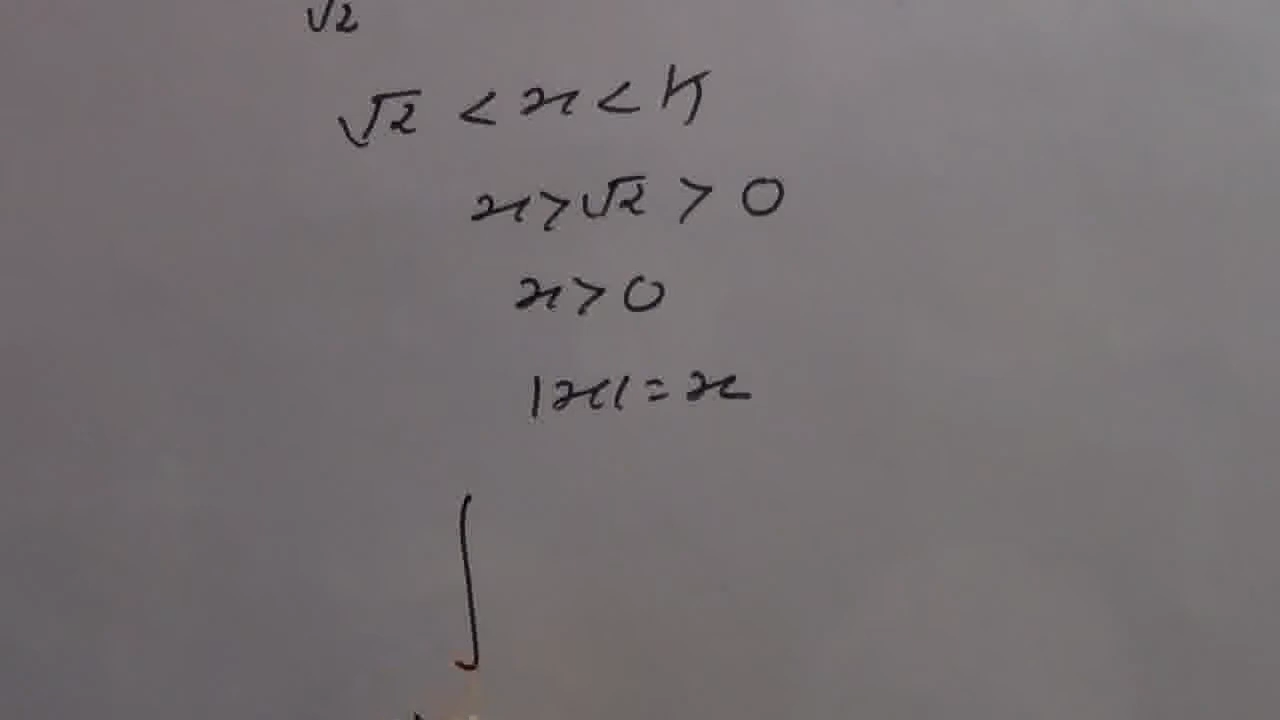 √2
√2 < x < K
x > √2 > 0
x > 0
|x| = x
∫